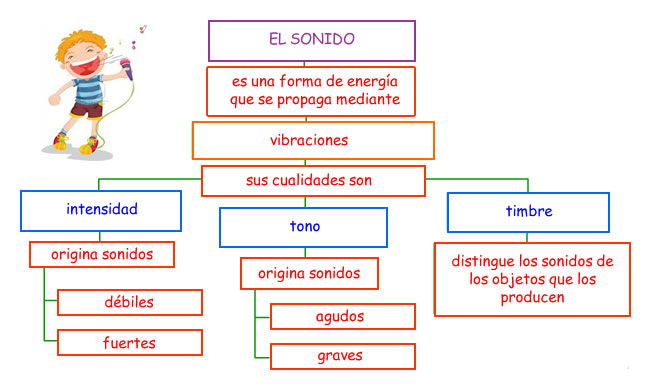 EL SONIDO
es una forma de energía
que se propaga mediante
vibraciones
sus cualidades son
intensidad
origina sonidos
débiles
fuertes
tono
origina sonidos
agudos
graves
timbre
distingue los sonidos de
los objetos que los
producen